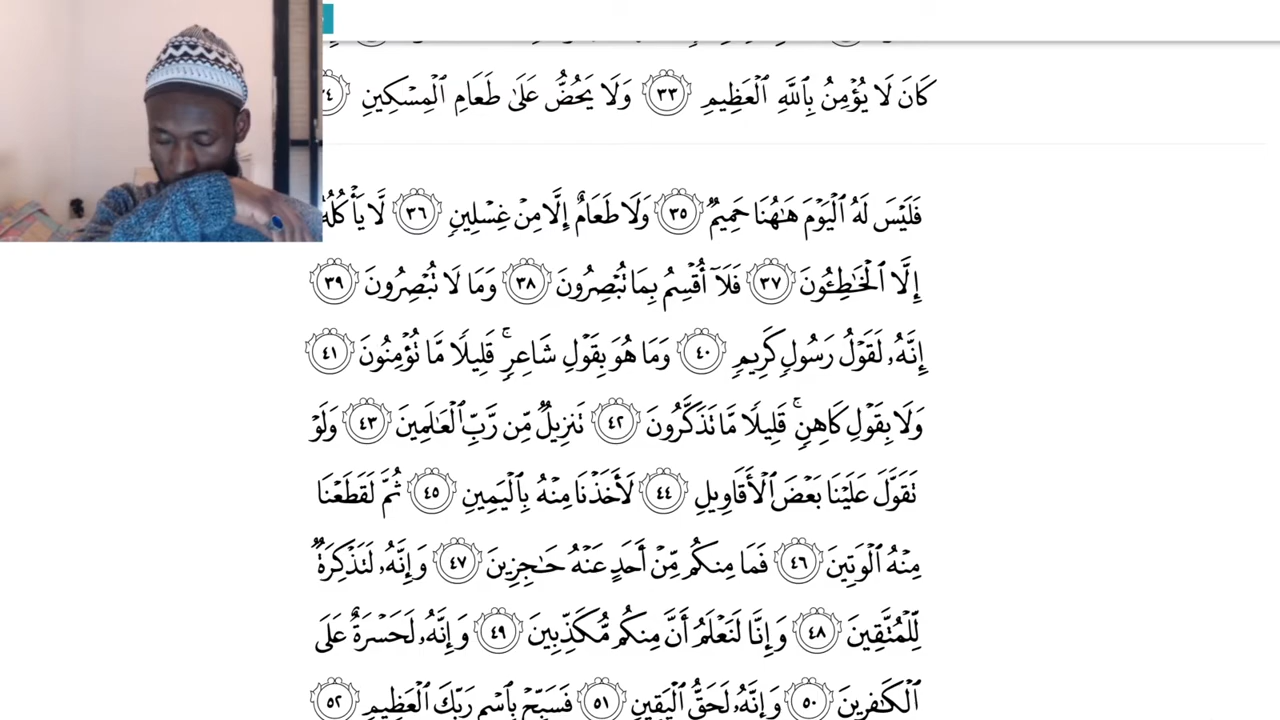 كَانَ لَا يُؤۡمِنُ بِٱللَّهِ ٱلۡعَظِيمِ ٣٣ وَلَا يَحُضُّ عَلَىٰ طَعَامِ ٱلۡمِسۡكِينِ
فَلَيۡسَ لَهُ ٱلۡيَوۡمَ هَٰهُنَا حَمِيمٞ ٣٥ وَلَا طَعَامٌ إِلَّا مِنۡ غِسۡلِينٖ ٣٦ لَّا يَأۡكُلُهُۥٓ
إِلَّا ٱلۡخَٰطِـُٔونَ ٣٧ فَلَآ أُقۡسِمُ بِمَا تُبۡصِرُونَ ٣٨ وَمَا لَا تُبۡصِرُونَ ٣٩
إِنَّهُۥ لَقَوۡلُ رَسُولٖ كَرِيمٖ ٤٠ وَمَا هُوَ بِقَوۡلِ شَاعِرٖۚ قَلِيلٗا مَّا تُؤۡمِنُونَ ٤١
وَلَا بِقَوۡلِ كَاهِنٖۚ قَلِيلٗا مَّا تَذَكَّرُونَ ٤٢ تَنزِيلٞ مِّن رَّبِّ ٱلۡعَٰلَمِينَ ٤٣ وَلَوۡ
تَقَوَّلَ عَلَيۡنَا بَعۡضَ ٱلۡأَقَاوِيلِ ٤٤ لَأَخَذۡنَا مِنۡهُ بِٱلۡيَمِينِ ٤٥ ثُمَّ لَقَطَعۡنَا
مِنۡهُ ٱلۡوَتِينَ ٤٦ فَمَا مِنكُم مِّنۡ أَحَدٍ عَنۡهُ حَٰجِزِينَ ٤٧ وَإِنَّهُۥ لَتَذۡكِرَةٞ
لِّلۡمُتَّقِينَ ٤٨ وَإِنَّا لَنَعۡلَمُ أَنَّ مِنكُم مُّكَذِّبِينَ ٤٩ وَإِنَّهُۥ لَحَسۡرَةٌ عَلَى
ٱلۡكَٰفِرِينَ ٥٠ وَإِنَّهُۥ لَحَقُّ ٱلۡيَقِينِ ٥١ فَسَبِّحۡ بِٱسۡمِ رَبِّكَ ٱلۡعَظِيمِ ٥٢